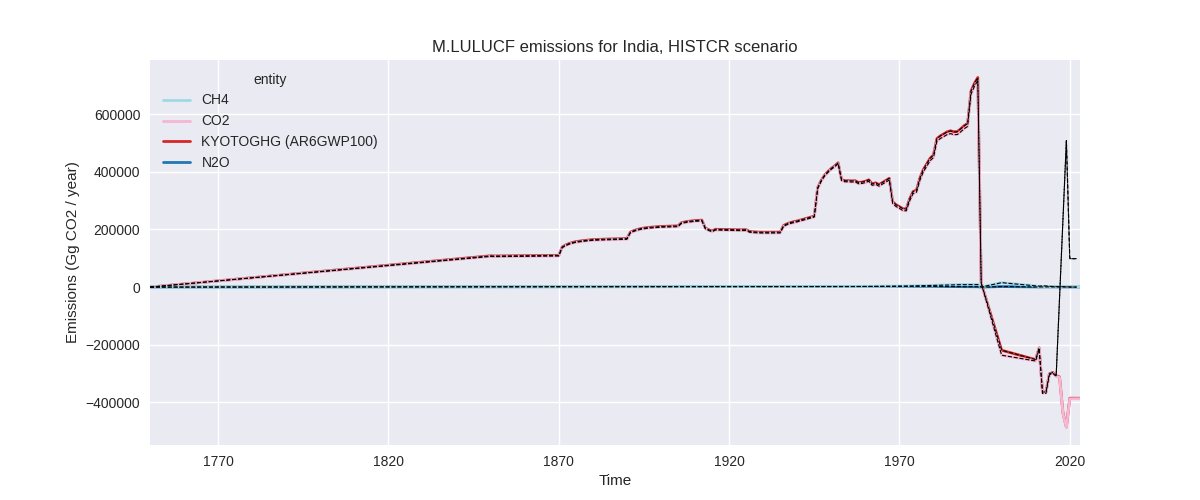 M.LULUCF emissions for India, HISTCR scenario
entity
CH4
CO2
KYOTOGHG (AR6GWP100)
N2O
Emissions (Gg CO2 / year)
600000
400000
200000
0
−200000
−400000
1770
1820
1870
1920
1970
2020
Time